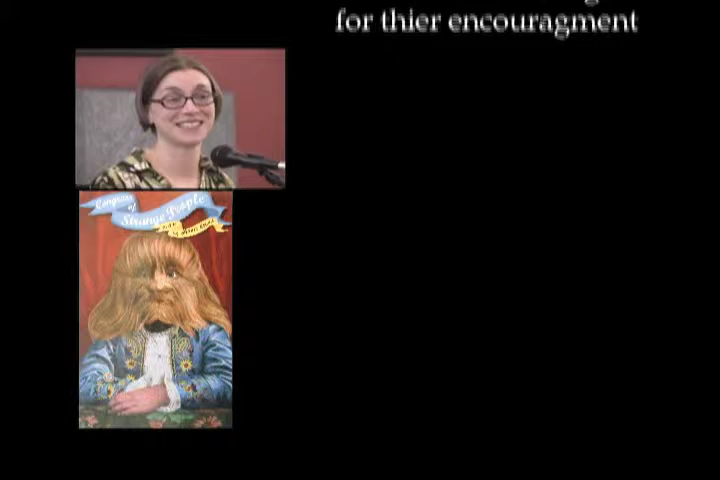 for thier encouragment
Congress
of
Strange People